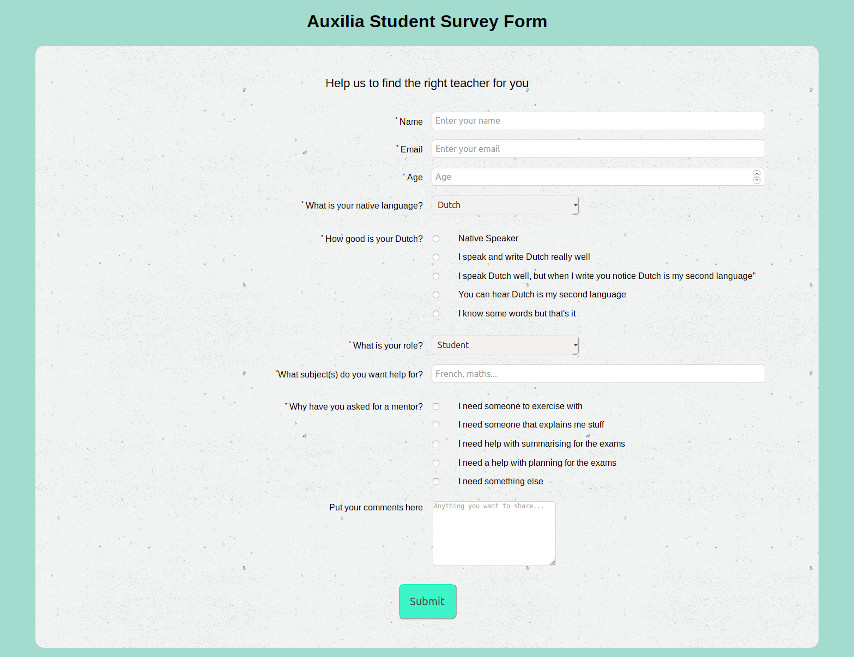 Auxilia Student Survey Form
Help us to find the right teacher for you
* Name
Enter your name
* Email
Enter your email
* Age
Age
* What is your native language?
Dutch
* How good is your Dutch?
Native Speaker
I speak and write Dutch really well
I speak Dutch well, but when I write you notice Dutch is my second language"
You can hear Dutch is my second language
I know some words but that's it
* What is your role?
Student
*What subject(s) do you want help for?
French, maths...
* Why have you asked for a mentor?
I need someone to exercise with
I need someone that explains me stuff
I need help with summarising for the exams
I need a help with planning for the exams
I need something else
Put your comments here
Anything you want to share...
Submit